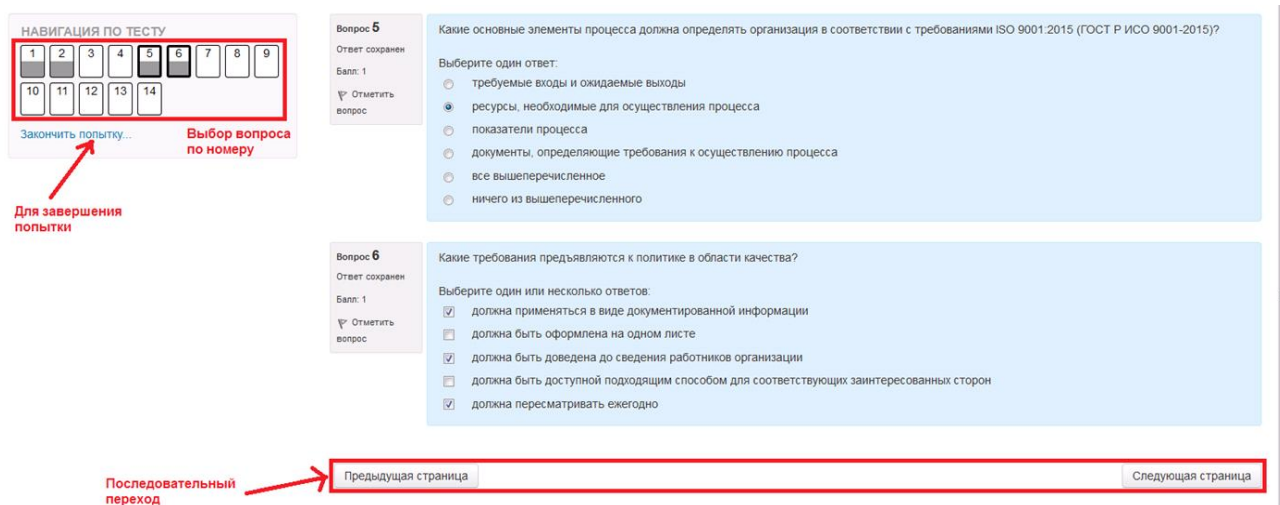 НАВИГАЦИЯ ПО ТЕСТУ
1 2 3 4 5 6 7 8 9
10 11 12 13 14
Закончить попытку...
Выбор вопроса
по номеру
Для завершения
попытки
Вопрос 5
Ответ сохранен
Балл: 1
Отметить
вопрос
Какие основные элементы процесса должна определять организация в соответствии с требованиями ISO 9001:2015 (ГОСТ Р ИСО 9001-2015)?
Выберите один ответ:
требуемые входы и ожидаемые выходы
ресурсы, необходимые для осуществления процесса
показатели процесса
документы, определяющие требования к осуществлению процесса
все вышеперечисленное
ничего из вышеперечисленного
Вопрос 6
Ответ сохранен
Балл: 1
Отметить
вопрос
Какие требования предъявляются к политике в области качества?
Выберите один или несколько ответов:
должна применяться в виде документированной информации
должна быть оформлена на одном листе
должна быть доведена до сведения работников организации
должна быть доступной подходящим способом для соответствующих заинтересованных сторон
должна пересматривать ежегодно
Последовательный
переход
Предыдущая страница
Следующая страница